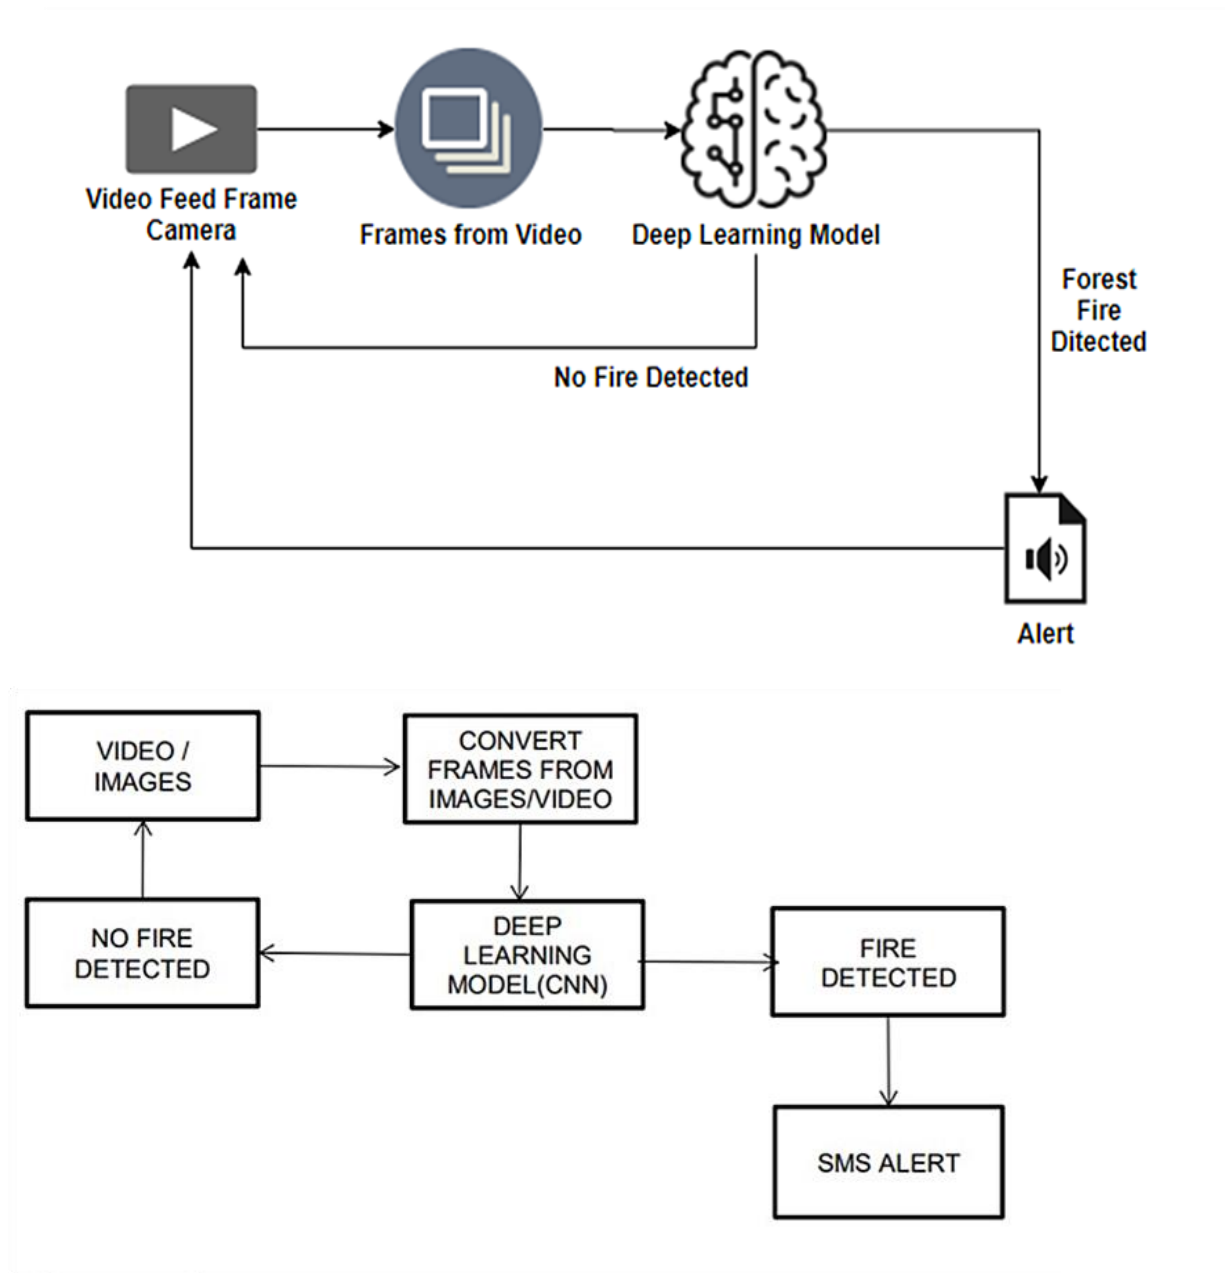 Video Feed Frame
Camera
Frames from Video
Deep Learning Model
Forest
Fire
Ditected
No Fire Detected
Alert
VIDEO /
IMAGES
CONVERT
FRAMES FROM
IMAGES/VIDEO
NO FIRE
DETECTED
DEEP
LEARNING
MODEL(CNN)
FIRE
DETECTED
SMS ALERT